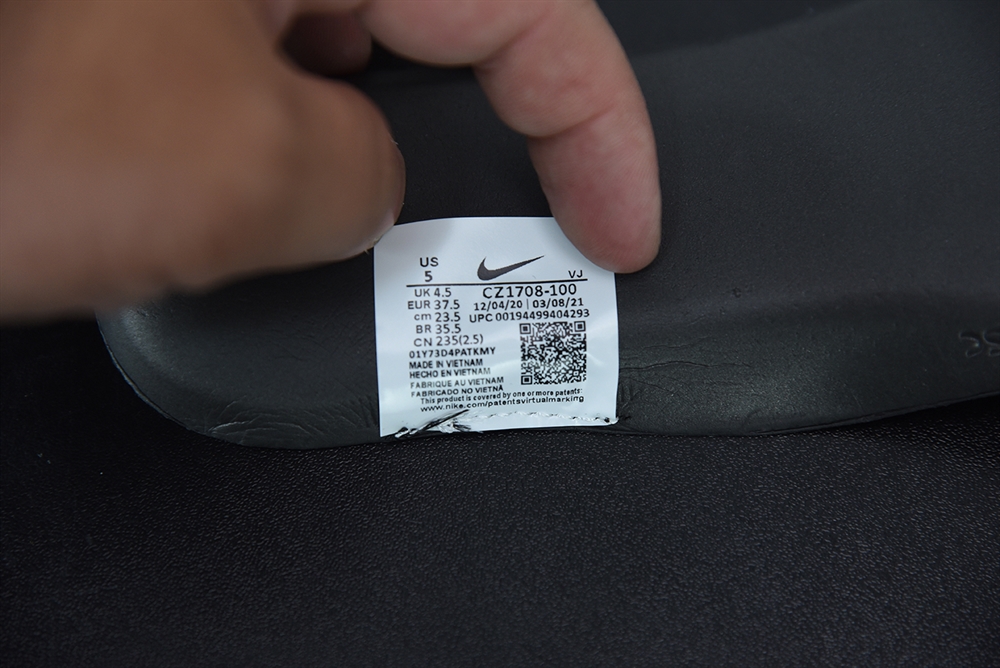 US
5
VJ
UK 4.5
CZ1708-100
EUR 37.5
12/04/20 | 03/08/21
cm 23.5
UPC 00194499404293
BR 35.5
CN 235(2.5)
01Y73D4PATKMY
MADE IN VIETNAM
HECHO EN VIETNAM
FABRIQUE AU VIETNAM
FABRICADO NO VIETNÃ
This product is covered by one or more patents:
www.nike.com/patentsvirtualmarking